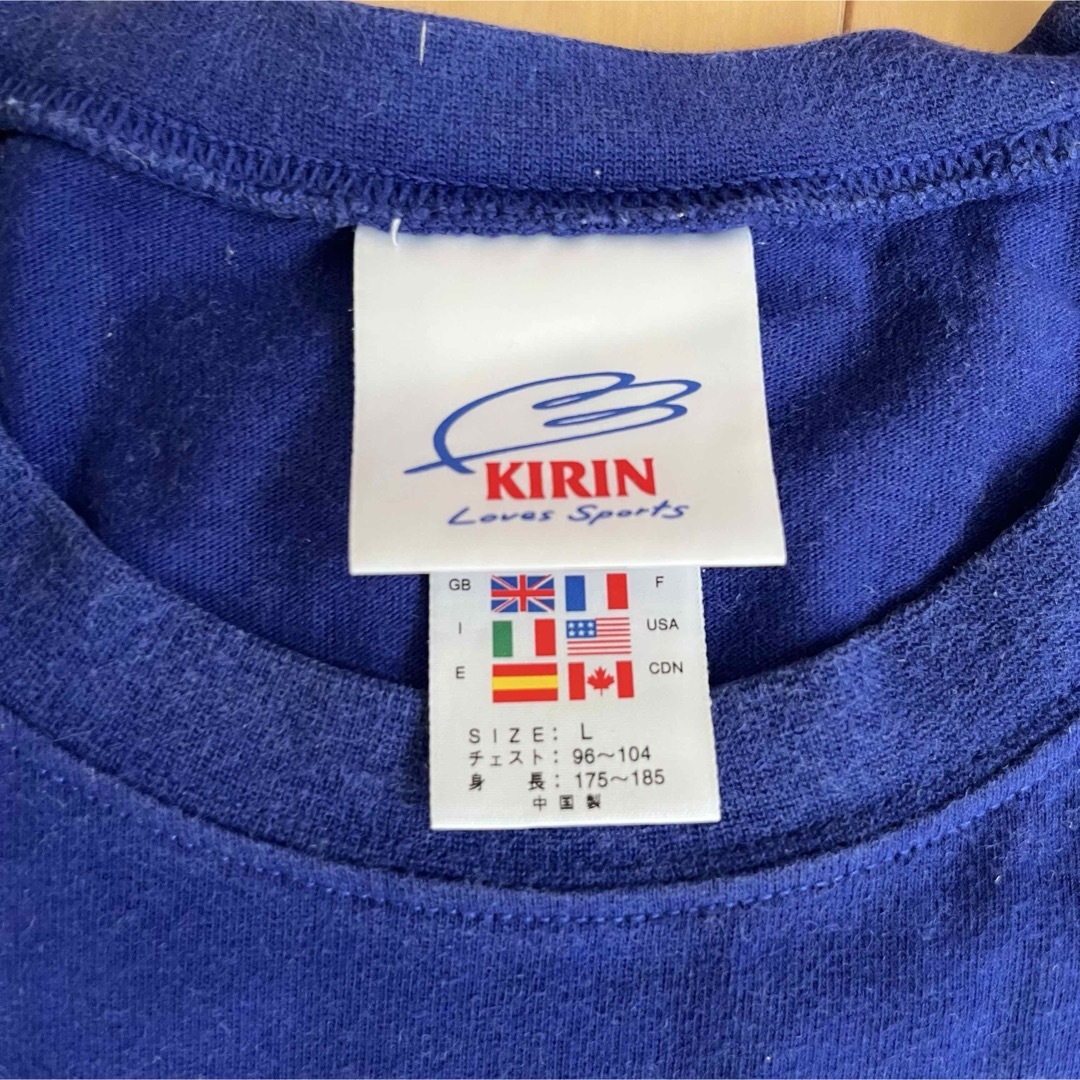 KIRIN
Loves Sports
GB F
I USA
E CDN
SIZE: L
チェスト: 96~104
身 長: 175~185
中国製